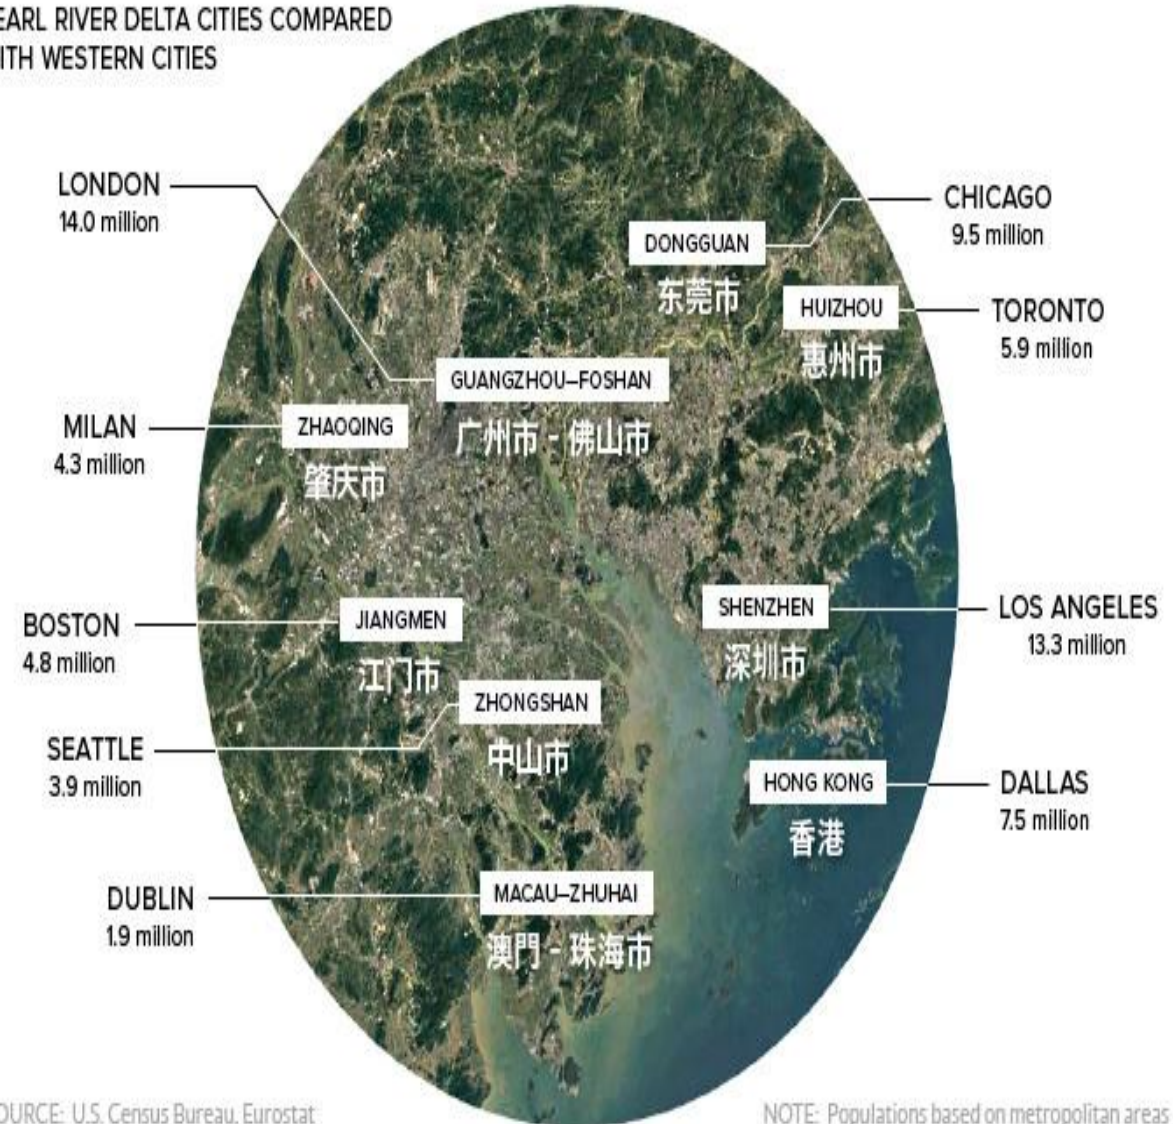 EARL RIVER DELTA CITIES COMPARED
ITH WESTERN CITIES
LONDON
14.0 million
CHICAGO
9.5 million
DONGGUAN
东莞市
HUIZHOU
惠州市
TORONTO
5.9 million
GUANGZHOU–FOSHAN
广州市 - 佛山市
MILAN
4.3 million
ZHAOQING
肇庆市
BOSTON
4.8 million
JIANGMEN
江门市
SHENZHEN
深圳市
LOS ANGELES
13.3 million
SEATTLE
3.9 million
ZHONGSHAN
中山市
HONG KONG
香港
DALLAS
7.5 million
DUBLIN
1.9 million
MACAU–ZHUHAI
澳門 - 珠海市
OURCE: U.S. Census Bureau, Eurostat
NOTE: Populations based on metropolitan areas